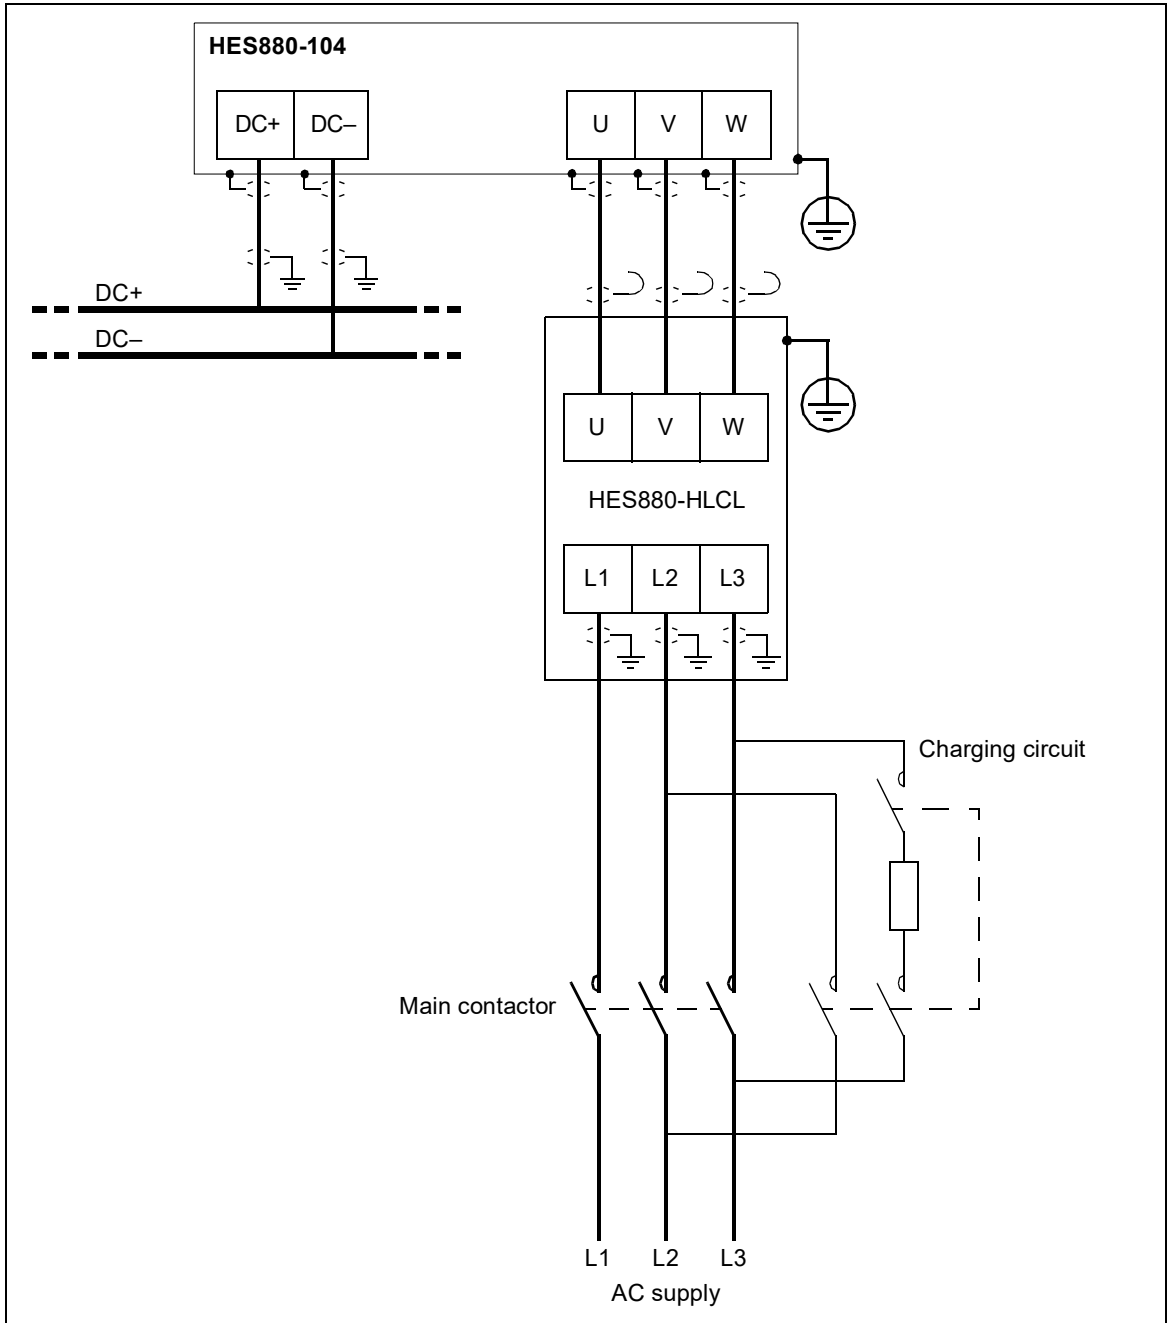 HES880-104
DC+ DC– U V W
DC+
DC–
U V W
HES880-HLCL
L1 L2 L3
Charging circuit
Main contactor
L1 L2 L3
AC supply